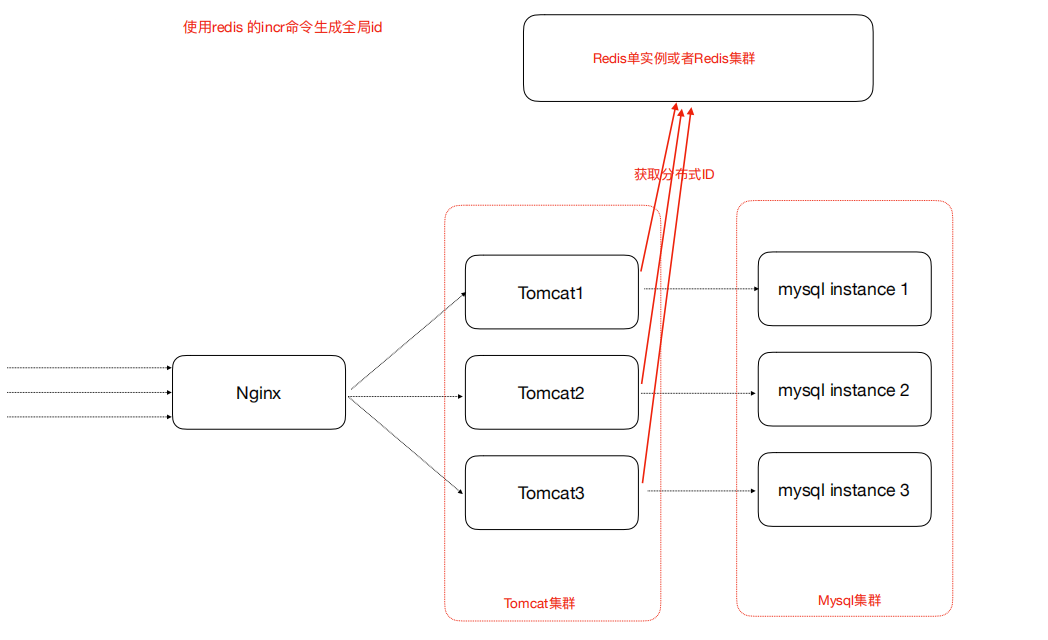 使用redis 的incr命令生成全局id
Redis单实例或者Redis集群
获取分布式ID
Nginx
Tomcat1
Tomcat2
Tomcat3
Tomcat集群
mysql instance 1
mysql instance 2
mysql instance 3
Mysql集群